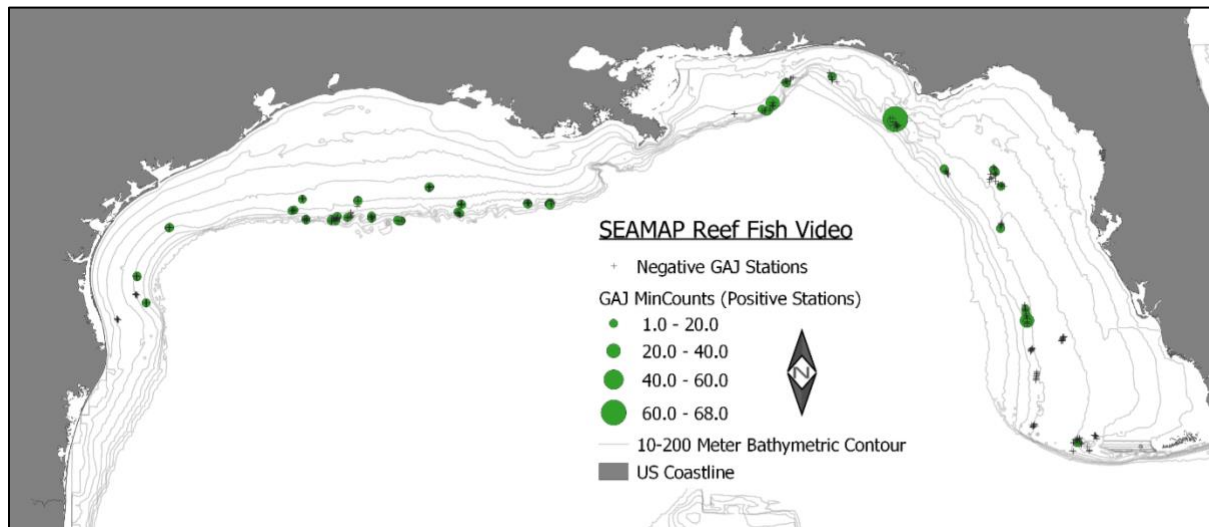 SEAMAP Reef Fish Video
Negative GAJ Stations
GAJ MinCounts (Positive Stations)
1.0 - 20.0
20.0 - 40.0
40.0 - 60.0
60.0 - 68.0
N
10-200 Meter Bathymetric Contour
US Coastline